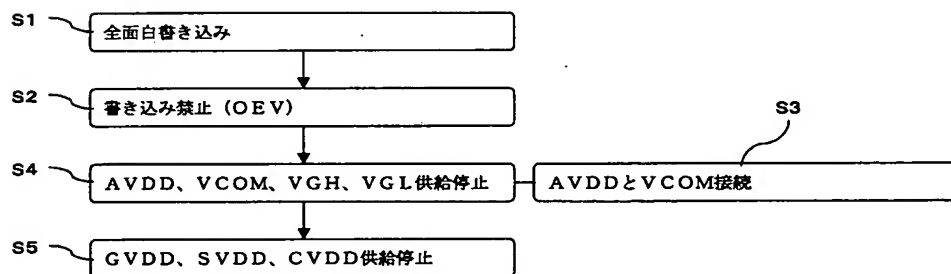 S1
全面白書き込み
S2
書き込み禁止（OEV）
S3
S4
AVDD、VCOM、VGH、VGL供給停止
AVDDとVCOM接続
S5
GVDD、SVDD、CVDD供給停止